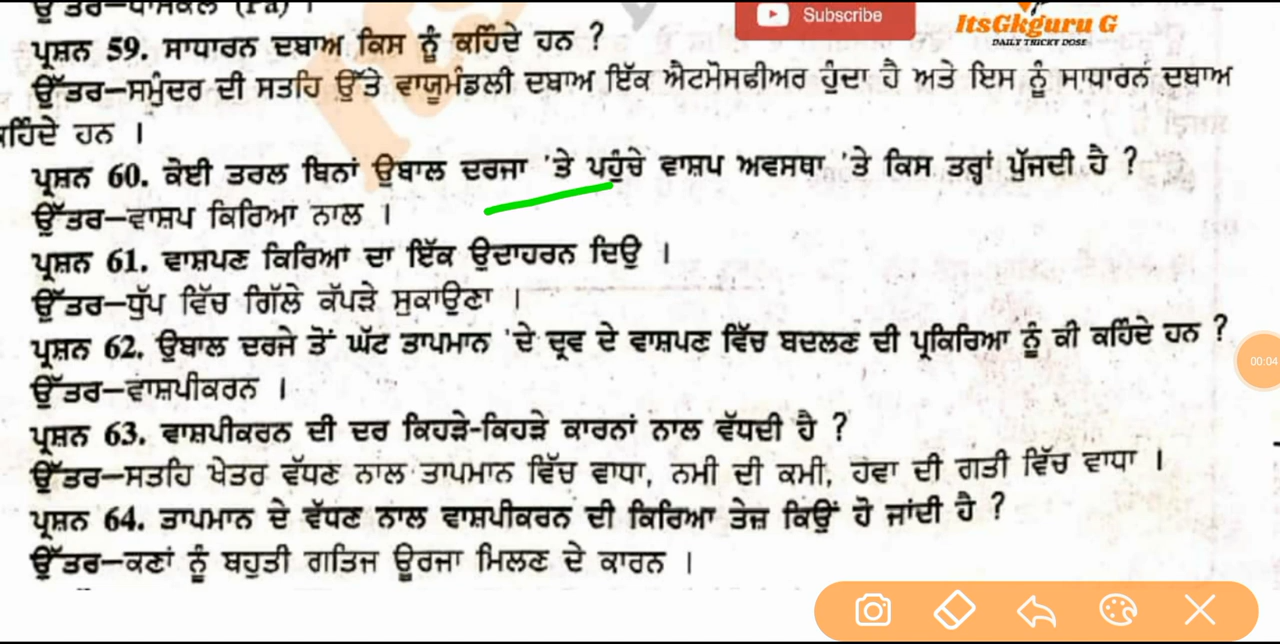 ਉੱਤਰ–ਪਾਸਕਲ (Pa) ।
Subscribe
ItsGkguru G
DAILY TRICKY DOSE
ਪ੍ਰਸ਼ਨ 59. ਸਾਧਾਰਨ ਦਬਾਅ ਕਿਸ ਨੂੰ ਕਹਿੰਦੇ ਹਨ ?
ਉੱਤਰ–ਸਮੁੰਦਰ ਦੀ ਸਤਹਿ ਉੱਤੇ ਵਾਯੂਮੰਡਲੀ ਦਬਾਅ ਇੱਕ ਐਟਮੋਸਫੀਅਰ ਹੁੰਦਾ ਹੈ ਅਤੇ ਇਸ ਨੂੰ ਸਾਧਾਰਨ ਦਬਾਅ
ਕਹਿੰਦੇ ਹਨ ।
ਪ੍ਰਸ਼ਨ 60. ਕੋਈ ਤਰਲ ਬਿਨਾਂ ਉਬਾਲ ਦਰਜਾ 'ਤੇ ਪਹੁੰਚੇ ਵਾਸ਼ਪ ਅਵਸਥਾ 'ਤੇ ਕਿਸ ਤਰ੍ਹਾਂ ਪੁੱਜਦੀ ਹੈ ?
ਉੱਤਰ–ਵਾਸ਼ਪ ਕਿਰਿਆ ਨਾਲ ।
ਪ੍ਰਸ਼ਨ 61. ਵਾਸ਼ਪਣ ਕਿਰਿਆਂ ਦਾ ਇੱਕ ਉਦਾਹਰਨ ਦਿਉ ।
ਉੱਤਰ–ਧੁੱਪ ਵਿੱਚ ਗਿੱਲੇ ਕੱਪੜੇ ਸੁਕਾਉਣਾ ।
ਪ੍ਰਸ਼ਨ 62. ਉਬਾਲ ਦਰਜੇ ਤੋਂ ਘੱਟ ਤਾਪਮਾਨ 'ਦੇ ਦ੍ਰਵ ਦੇ ਵਾਸ਼ਪਣ ਵਿੱਚ ਬਦਲਣ ਦੀ ਪ੍ਰਕਿਰਿਆ ਨੂੰ ਕੀ ਕਹਿੰਦੇ ਹਨ ?
ਉੱਤਰ–ਵਾਸ਼ਪੀਕਰਨ ।
ਪ੍ਰਸ਼ਨ 63. ਵਾਸ਼ਪੀਕਰਨ ਦੀ ਦਰ ਕਿਹੜੇ-ਕਿਹੜੇ ਕਾਰਨਾਂ ਨਾਲ ਵੱਧਦੀ ਹੈ ?
ਉੱਤਰ–ਸਤਹਿ ਖੇਤਰ ਵੱਧਣ ਨਾਲ ਤਾਪਮਾਨ ਵਿੱਚ ਵਾਧਾ, ਨਮੀ ਦੀ ਕਮੀ, ਹਵਾ ਦੀ ਗਤੀ ਵਿੱਚ ਵਾਧਾ ।
ਪ੍ਰਸ਼ਨ 64. ਤਾਪਮਾਨ ਦੇ ਵੱਧਣ ਨਾਲ ਵਾਸ਼ਪੀਕਰਨ ਦੀ ਕਿਰਿਆ ਤੇਜ਼ ਕਿਉਂ ਹੋ ਜਾਂਦੀ ਹੈ ?
ਉੱਤਰ–ਕਣਾਂ ਨੂੰ ਬਹੁਤੀ ਗਤਿਜ ਊਰਜਾ ਮਿਲਣ ਦੇ ਕਾਰਨ ।
00:04